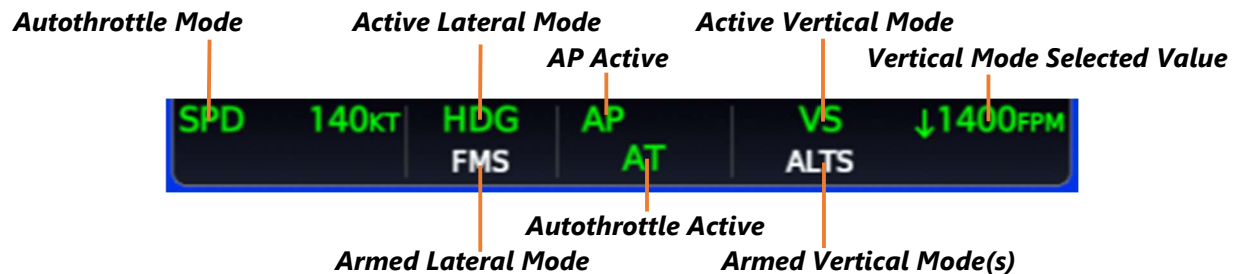 Autothrottle Mode Active Lateral Mode Active Vertical Mode
AP Active Vertical Mode Selected Value
SPD 140KT HDG AP VS ↓1400FPM
FMS AT ALTS
Autothrottle Active
Armed Lateral Mode Armed Vertical Mode(s)